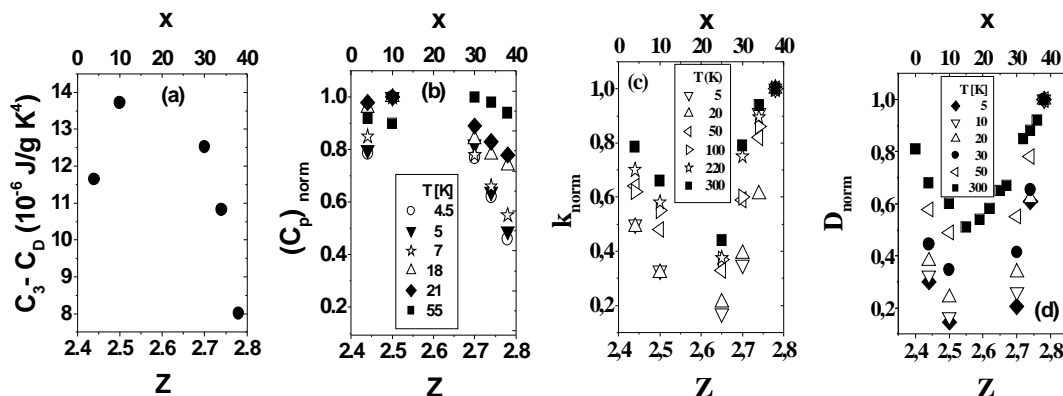 x
0 10 20 30 40
C3 - CD (10-6 J/g K4)
14
13
12
11
10
9
8
(a)
2.4 2.5 2.6 2.7 2.8
Z
x
0 10 20 30 40
(Cp) norm
1.0
0.8
0.6
0.4
0.2
(b)
T [K]
4.5
5
7
18
21
55
2.4 2.5 2.6 2.7 2.8
Z
x
0 10 20 30 40
knorm
1,0
0,8
0,6
0,4
0,2
(c)
T (K)
5
20
50
100
220
300
2,4 2,5 2,6 2,7 2,8
Z
x
0 10 20 30 40
Dnorm
1,0
0,8
0,6
0,4
0,2
T [K]
5
10
20
30
50
300
(d)
2,4 2,5 2,6 2,7 2,8
Z